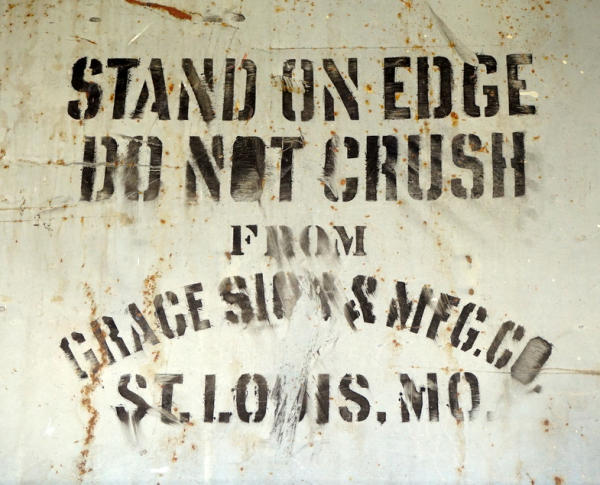 STAND ON EDGE
DO NOT CRUSH
FROM
GRACE SIGN & MFG.CO.
ST. LOUIS. MO.